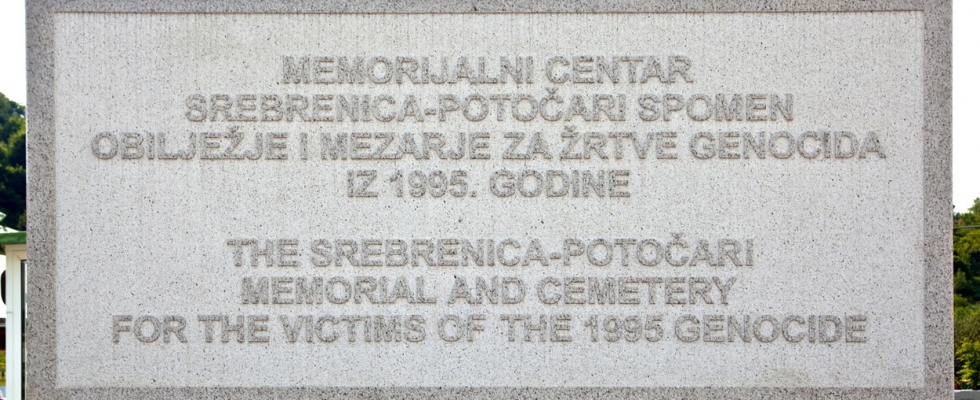 MEMORIJALNI CENTAR
SREBRENICA-POTOČARI SPOMEN
OBILJEŽJE I MEZARJE ZA ŽRTVE GENOCIDA
IZ 1995. GODINE
THE SREBRENICA-POTOČARI
MEMORIAL AND CEMETERY
FOR THE VICTIMS OF THE 1995 GENOCIDE